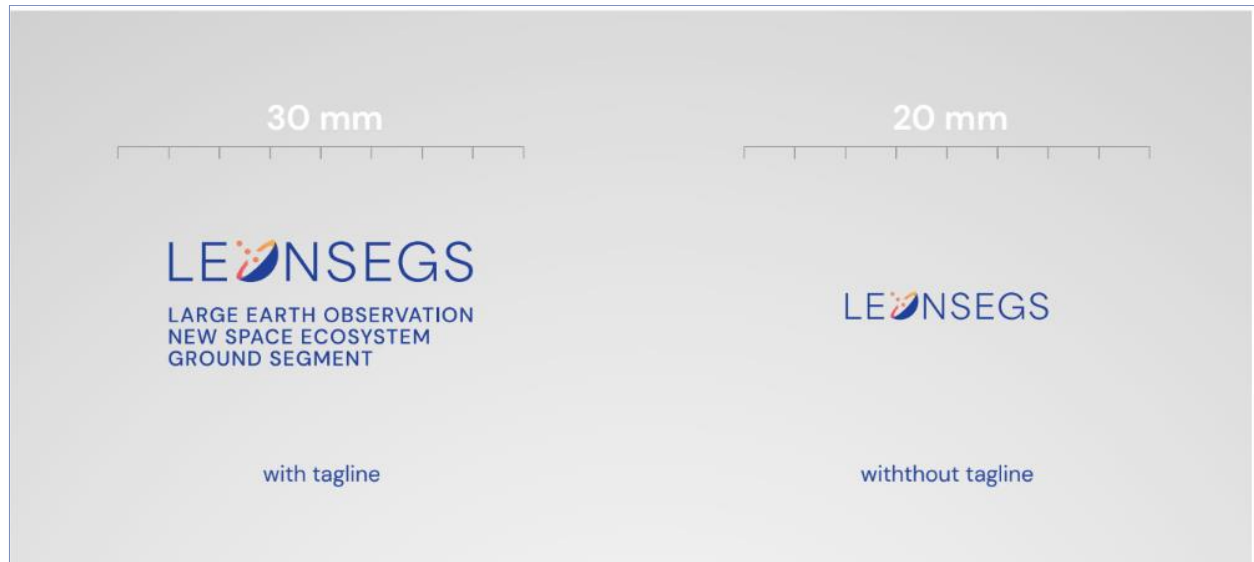 30 mm
LEONSEGS
LARGE EARTH OBSERVATION
NEW SPACE ECOSYSTEM
GROUND SEGMENT
with tagline
20 mm
LEONSEGS
withthout tagline